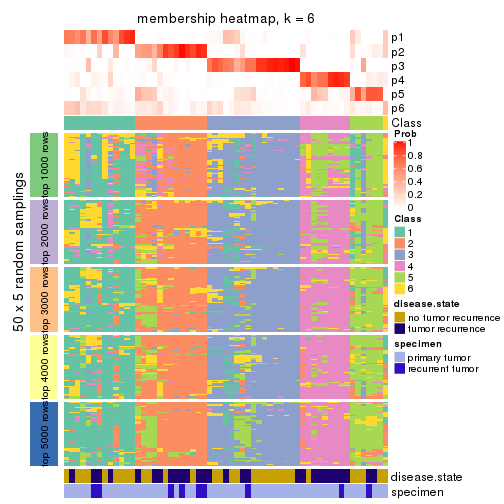 membership heatmap, k = 6
p1
p2
p3
p4
p5
p6
Class
50 x 5 random samplings
top 1000 rows
top 2000 rows
top 3000 rows
top 4000 rows
top 5000 rows
Prob
1
0.8
0.6
0.4
0.2
0
Class
1
2
3
4
5
6
disease.state
no tumor recurrence
tumor recurrence
specimen
primary tumor
recurrent tumor
disease.state
specimen